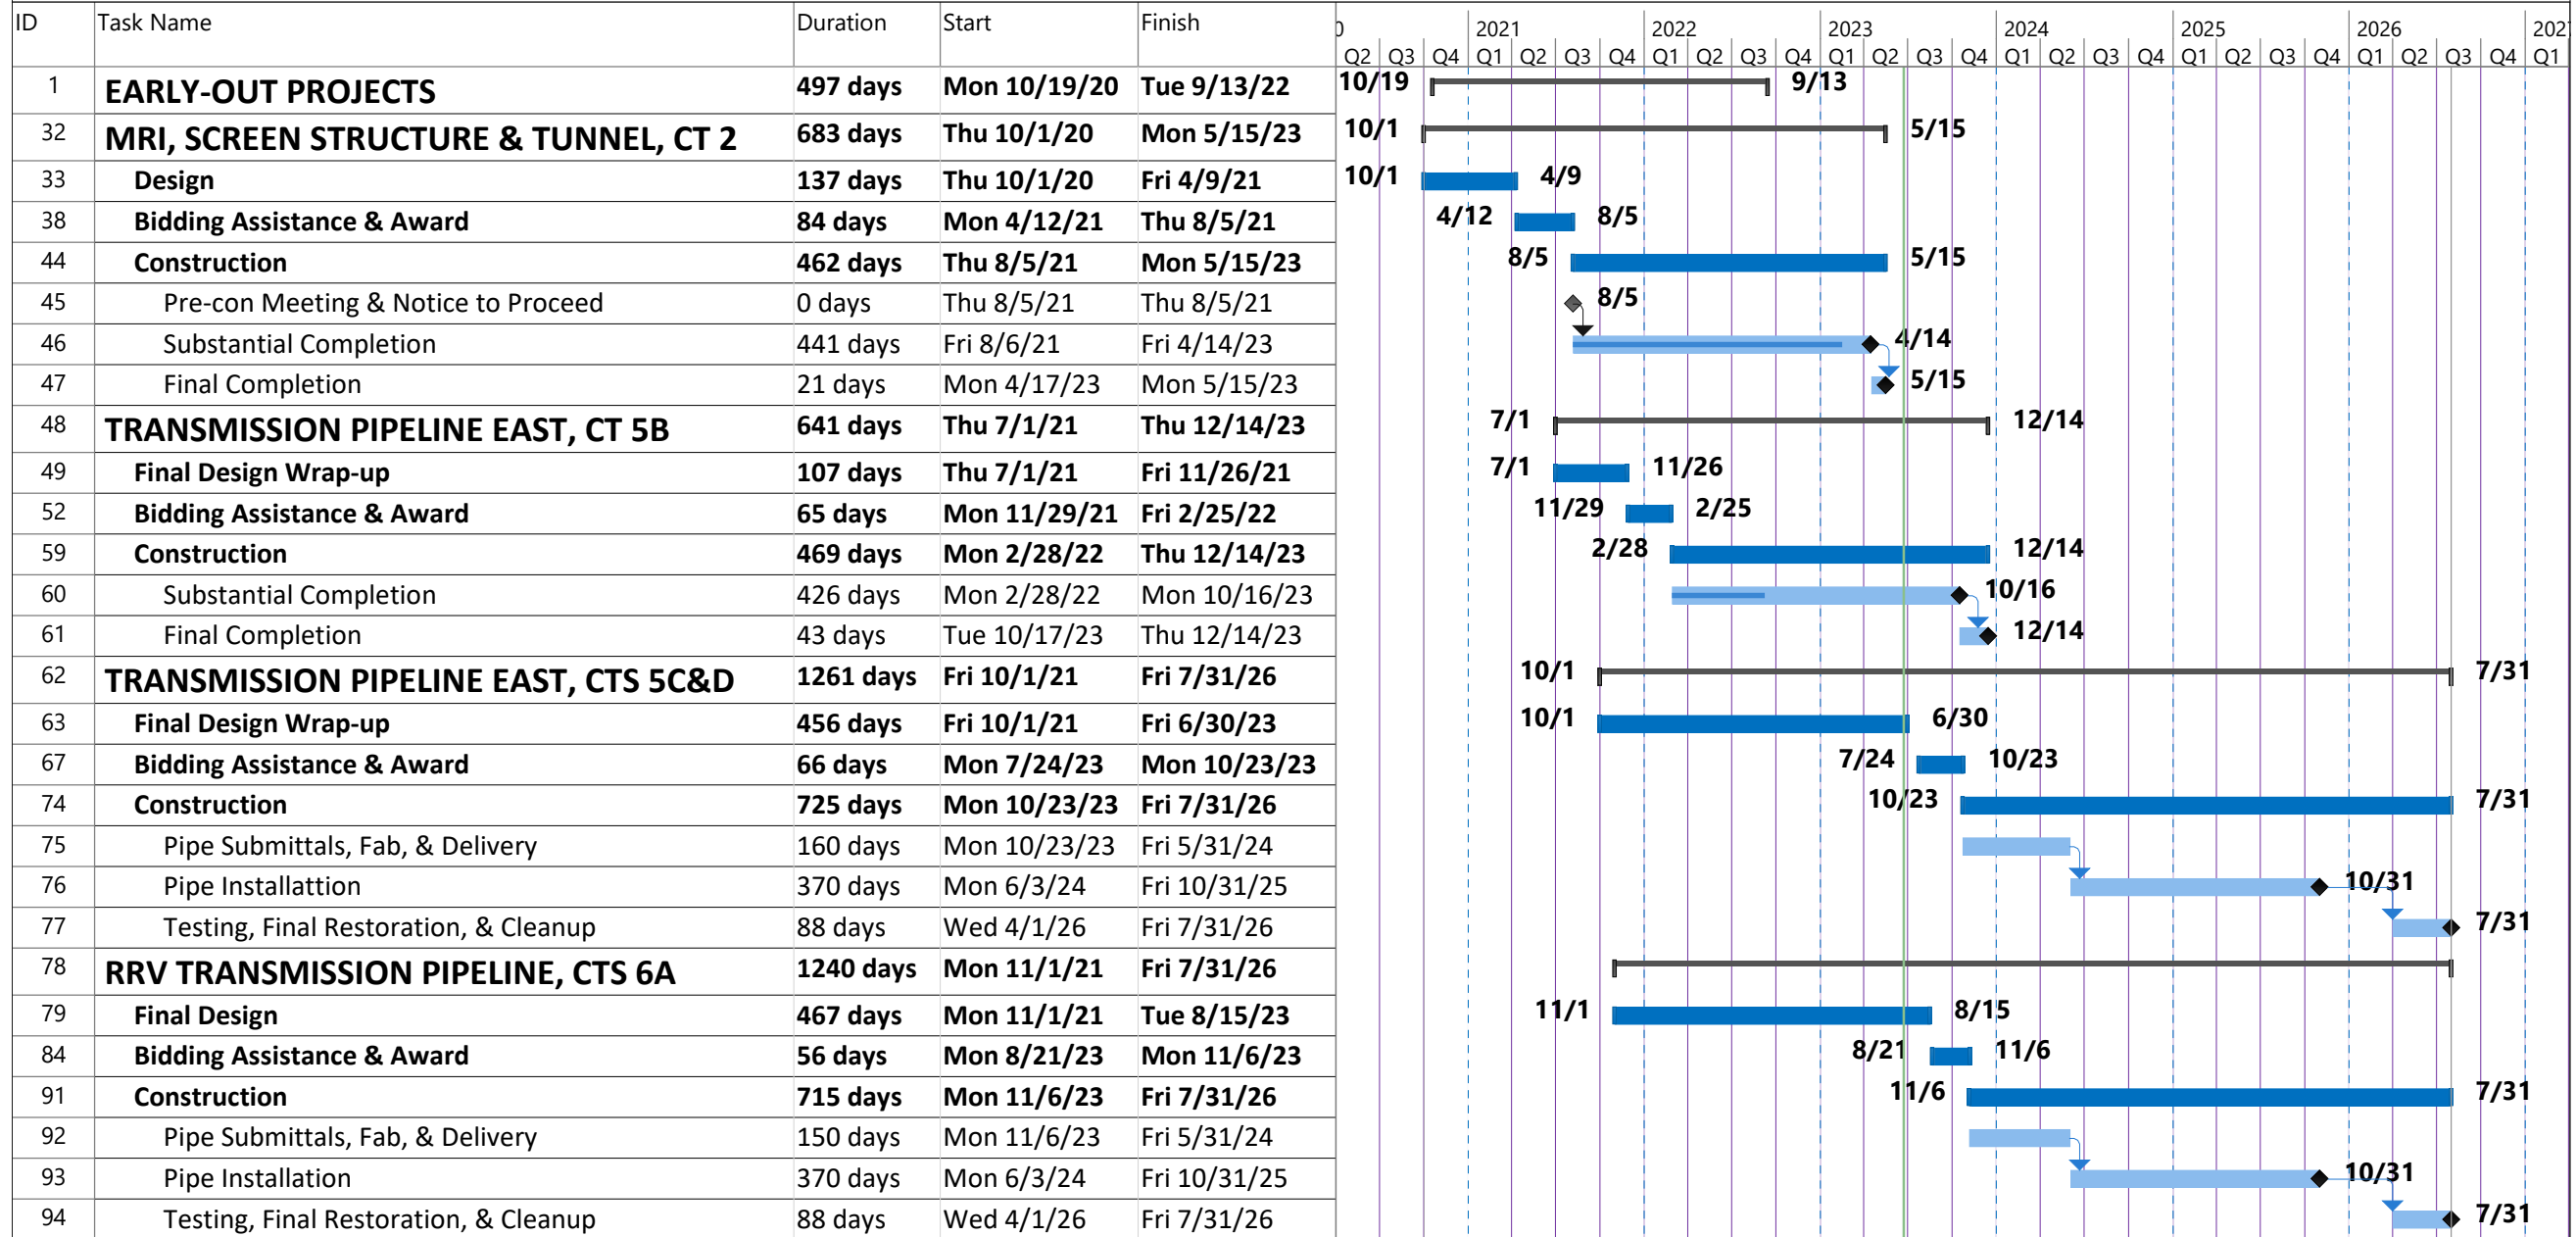 ID Task Name Duration Start Finish 0 2021 2022 2023 2024 2025 2026 202
Q2 Q3 Q4 Q1 Q2 Q3 Q4 Q1 Q2 Q3 Q4 Q1 Q2 Q3 Q4 Q1 Q2 Q3 Q4 Q1 Q2 Q3 Q4 Q1 Q2 Q3 Q4 Q1
1 EARLY-OUT PROJECTS 497 days Mon 10/19/20 Tue 9/13/22 10/19 9/13
32 MRI, SCREEN STRUCTURE & TUNNEL, CT 2 683 days Thu 10/1/20 Mon 5/15/23 10/1 5/15
33 Design 137 days Thu 10/1/20 Fri 4/9/21 10/1 4/9
38 Bidding Assistance & Award 84 days Mon 4/12/21 Thu 8/5/21 4/12 8/5
44 Construction 462 days Thu 8/5/21 Mon 5/15/23 8/5 5/15
45 Pre-con Meeting & Notice to Proceed 0 days Thu 8/5/21 Thu 8/5/21 8/5
46 Substantial Completion 441 days Fri 8/6/21 Fri 4/14/23 4/14
47 Final Completion 21 days Mon 4/17/23 Mon 5/15/23 5/15
48 TRANSMISSION PIPELINE EAST, CT 5B 641 days Thu 7/1/21 Thu 12/14/23 7/1 12/14
49 Final Design Wrap-up 107 days Thu 7/1/21 Fri 11/26/21 7/1 11/26
52 Bidding Assistance & Award 65 days Mon 11/29/21 Fri 2/25/22 11/29 2/25
59 Construction 469 days Mon 2/28/22 Thu 12/14/23 2/28 12/14
60 Substantial Completion 426 days Mon 2/28/22 Mon 10/16/23 10/16
61 Final Completion 43 days Tue 10/17/23 Thu 12/14/23 12/14
62 TRANSMISSION PIPELINE EAST, CTS 5C&D 1261 days Fri 10/1/21 Fri 7/31/26 10/1 7/31
63 Final Design Wrap-up 456 days Fri 10/1/21 Fri 6/30/23 10/1 6/30
67 Bidding Assistance & Award 66 days Mon 7/24/23 Mon 10/23/23 7/24 10/23
74 Construction 725 days Mon 10/23/23 Fri 7/31/26 10/23 7/31
75 Pipe Submittals, Fab, & Delivery 160 days Mon 10/23/23 Fri 5/31/24
76 Pipe Installattion 370 days Mon 6/3/24 Fri 10/31/25 10/31
77 Testing, Final Restoration, & Cleanup 88 days Wed 4/1/26 Fri 7/31/26 7/31
78 RRV TRANSMISSION PIPELINE, CTS 6A 1240 days Mon 11/1/21 Fri 7/31/26
79 Final Design 467 days Mon 11/1/21 Tue 8/15/23 11/1 8/15
84 Bidding Assistance & Award 56 days Mon 8/21/23 Mon 11/6/23 8/21 11/6
91 Construction 715 days Mon 11/6/23 Fri 7/31/26 11/6 7/31
92 Pipe Submittals, Fab, & Delivery 150 days Mon 11/6/23 Fri 5/31/24
93 Pipe Installation 370 days Mon 6/3/24 Fri 10/31/25 10/31
94 Testing, Final Restoration, & Cleanup 88 days Wed 4/1/26 Fri 7/31/26 7/31